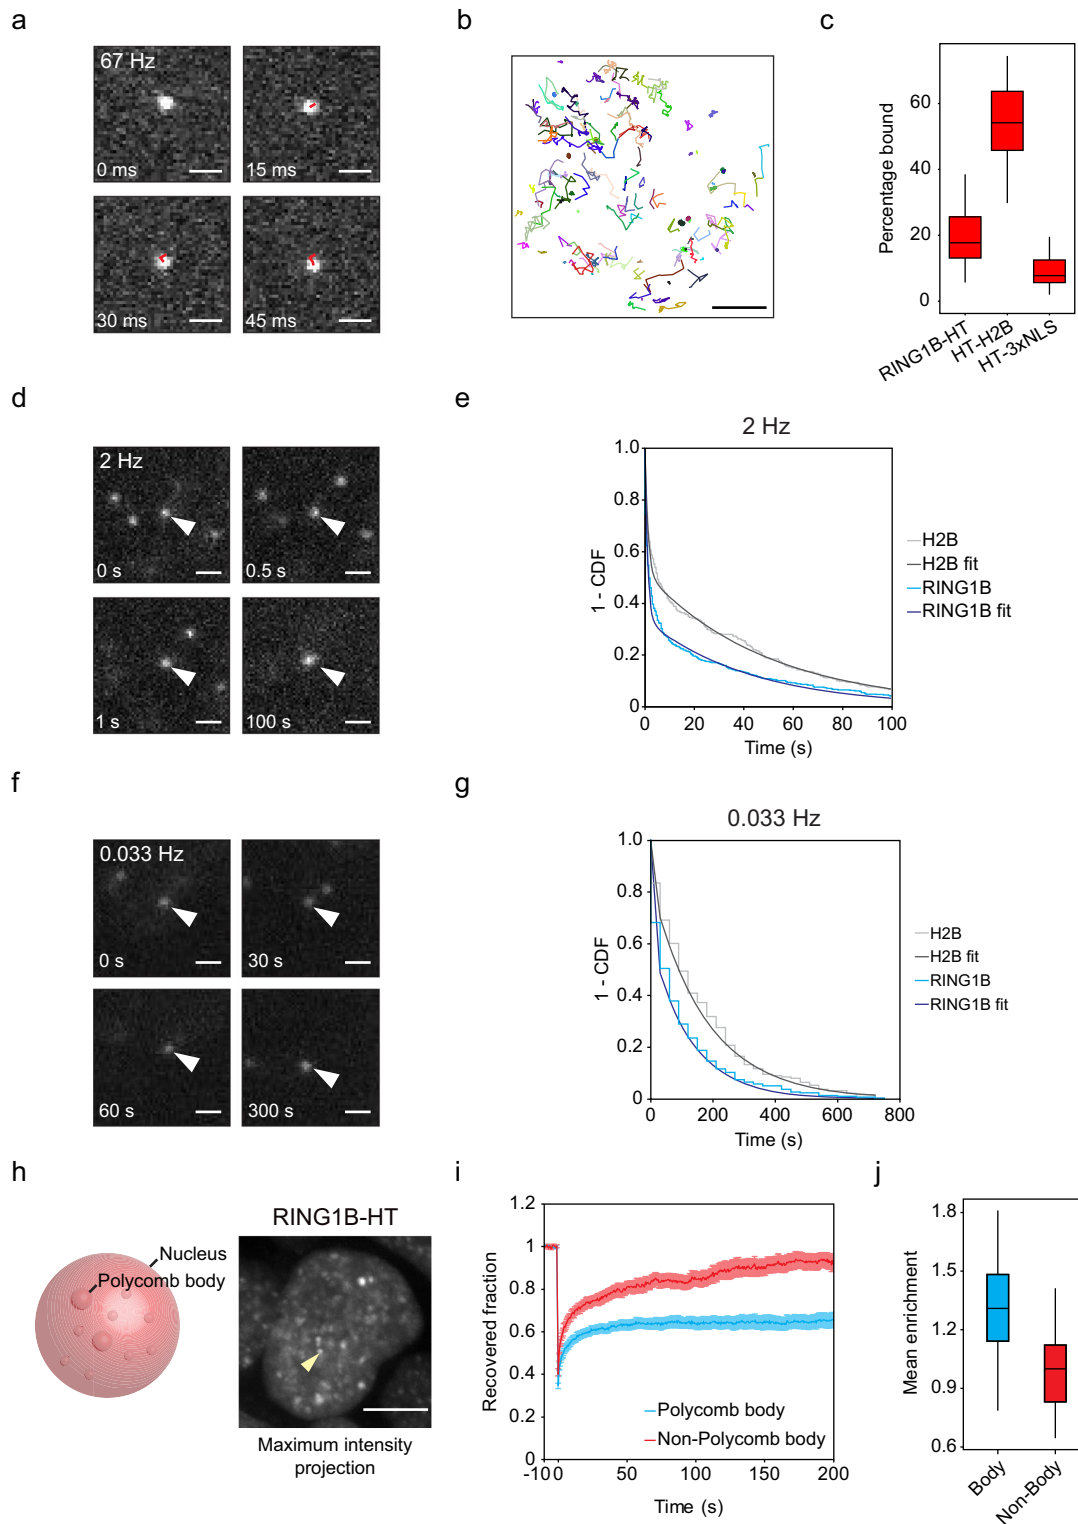 a
67 Hz
0 ms
15 ms
30 ms
45 ms
b
c
Percentage bound
60
40
20
0
RING1B-HT
HT-H2B
HT-3xNLS
d
2 Hz
0 s
0.5 s
1 s
100 s
e
2 Hz
1 - CDF
1.0
0.8
0.6
0.4
0.2
0
0 20 40 60 80 100
Time (s)
H2B
H2B fit
RING1B
RING1B fit
f
0.033 Hz
0 s
30 s
60 s
300 s
g
0.033 Hz
1 - CDF
1.0
0.8
0.6
0.4
0.2
0
0 200 400 600 800
Time (s)
H2B
H2B fit
RING1B
RING1B fit
h
Nucleus
Polycomb body
RING1B-HT
Maximum intensity
projection
i
Recovered fraction
1.2
1
0.8
0.6
0.4
0.2
0
-10 0 50 100 150 200
Time (s)
Polycomb body
Non-Polycomb body
j
Mean enrichment
1.8
1.5
1.2
0.9
0.6
Body
Non-Body